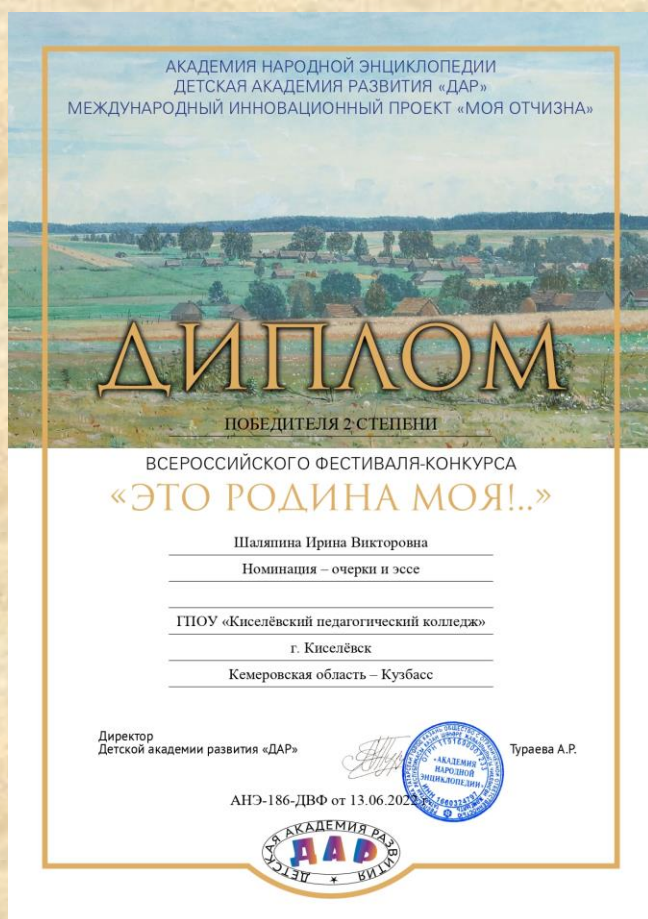 АКАДЕМИЯ НАРОДНОЙ ЭНЦИКЛОПЕДИИ
ДЕТСКАЯ АКАДЕМИЯ РАЗВИТИЯ «ДАР»
МЕЖДУНАРОДНЫЙ ИННОВАЦИОННЫЙ ПРОЕКТ «МОЯ ОТЧИЗНА»
ДИПЛОМ
ПОБЕДИТЕЛЯ 2 СТЕПЕНИ
ВСЕРОССИЙСКОГО ФЕСТИВАЛЯ-КОНКУРСА
«ЭТО РОДИНА МОЯ!..»
Шаляпина Ирина Викторовна
Номинация – очерки и эссе
ГПОУ «Киселёвский педагогический колледж»
г. Киселёвск
Кемеровская область – Кузбасс
Директор
Детской академии развития «ДАР»
Тураева А.Р.
«АКАДЕМИЯ
НАРОДНОЙ
ЭНЦИКЛОПЕДИИ»
АНЭ-186-ДВФ от 13.06.2022 г.
ДЕТСКАЯ АКАДЕМИЯ РАЗВИТИЯ
ДАР